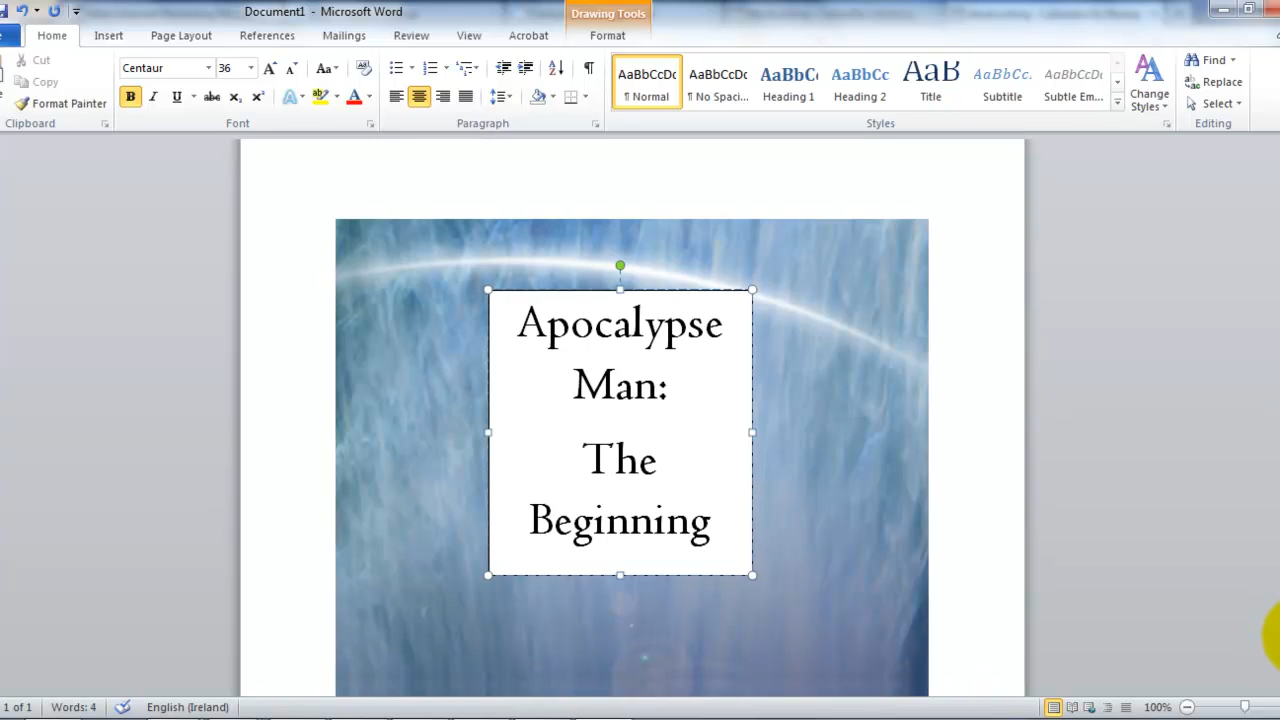 Document1 - Microsoft Word
Drawing Tools
Home Insert Page Layout References Mailings Review View Acrobat Format
Cut
Copy
Format Painter
Clipboard
Centaur 36
Font
Paragraph
AaBbCcDc AaBbCcDc AaBbC AaBbCc AaB AaBbCc. AaBbCcDc
¶ Normal ¶ No Spaci... Heading 1 Heading 2 Title Subtitle Subtle Em...
Styles
Change
Styles
Find
Replace
Select
Editing
Apocalypse
Man:
The
Beginning
1 of 1 Words: 4 English (Ireland) 100%